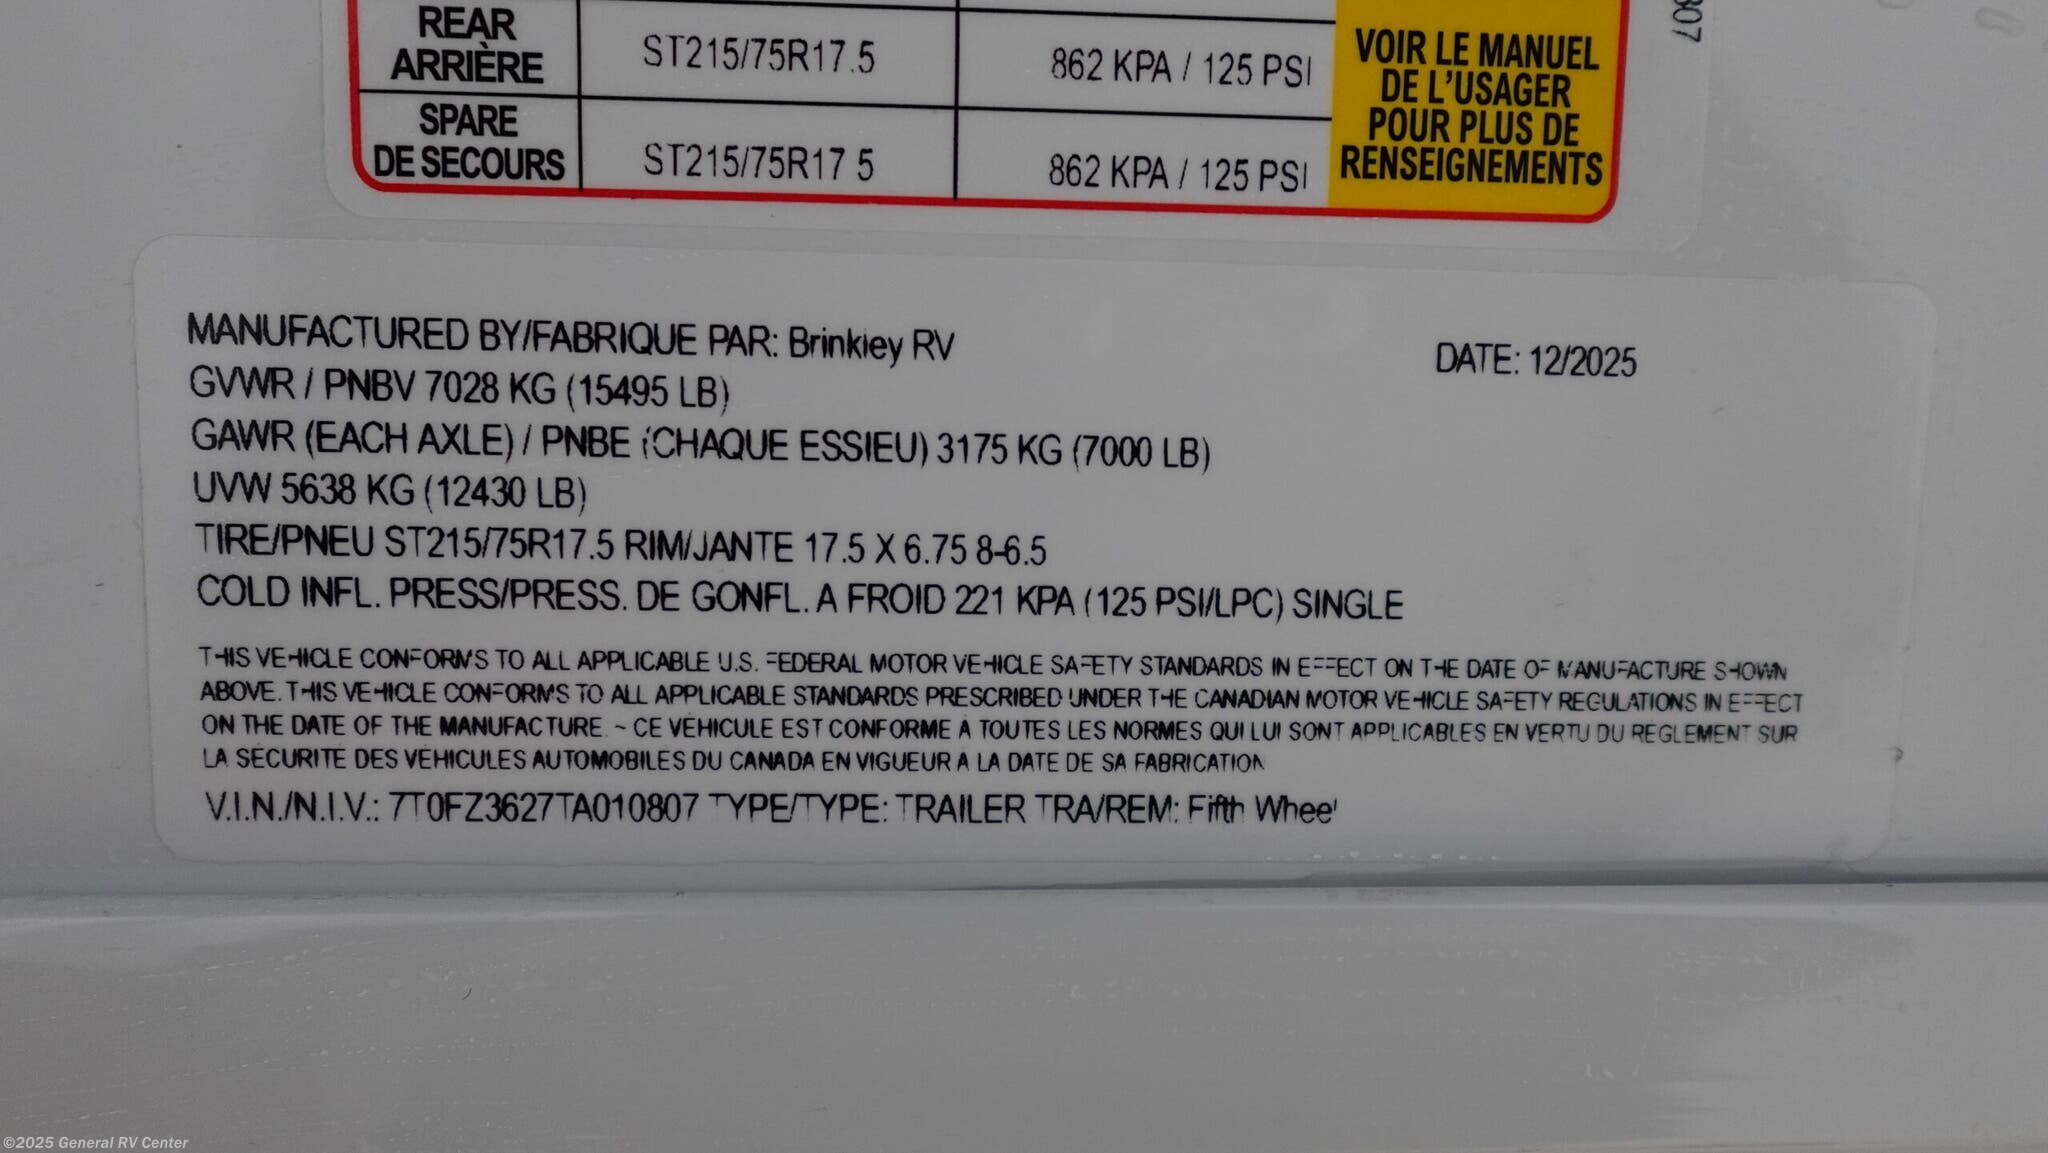 REAR
ARRIÈRE
ST215/75R17.5
862 KPA / 125 PSI
SPARE
DE SECOURS
ST215/75R17 5
862 KPA / 125 PSI
VOIR LE MANUEL
DE L'USAGER
POUR PLUS DE
RENSEIGNEMENTS
807
MANUFACTURED BY/FABRIQUE PAR: Brinkley RV
DATE: 12/2025
GVWR / PNBV 7028 KG (15495 LB)
GAWR (EACH AXLE) / PNBE (CHAQUE ESSIEU) 3175 KG (7000 LB)
UVW 5638 KG (12430 LB)
TIRE/PNEU ST215/75R17.5 RIM/JANTE 17.5 X 6.75 8-6.5
COLD INFL. PRESS/PRESS. DE GONFL. A FROID 221 KPA (125 PSI/LPC) SINGLE
THIS VEHICLE CONFORMS TO ALL APPLICABLE U.S. FEDERAL MOTOR VEHICLE SAFETY STANDARDS IN EFFECT ON THE DATE OF MANUFACTURE SHOWN
ABOVE. THIS VEHICLE CONFORMS TO ALL APPLICABLE STANDARDS PRESCRIBED UNDER THE CANADIAN MOTOR VEHICLE SAFETY REGULATIONS IN EFFECT
ON THE DATE OF THE MANUFACTURE. ~ CE VÉHICULE EST CONFORME À TOUTES LES NORMES QUI LUI SONT APPLICABLES EN VERTU DU RÈGLEMENT SUR
LA SÉCURITÉ DES VÉHICULES AUTOMOBILES DU CANADA EN VIGUEUR À LA DATE DE SA FABRICATION
V.I.N./N.I.V.: 7T0FZ3627TA010807 TYPE/TYPE: TRAILER TRA/REM: Fifth Wheel
©2025 General RV Center